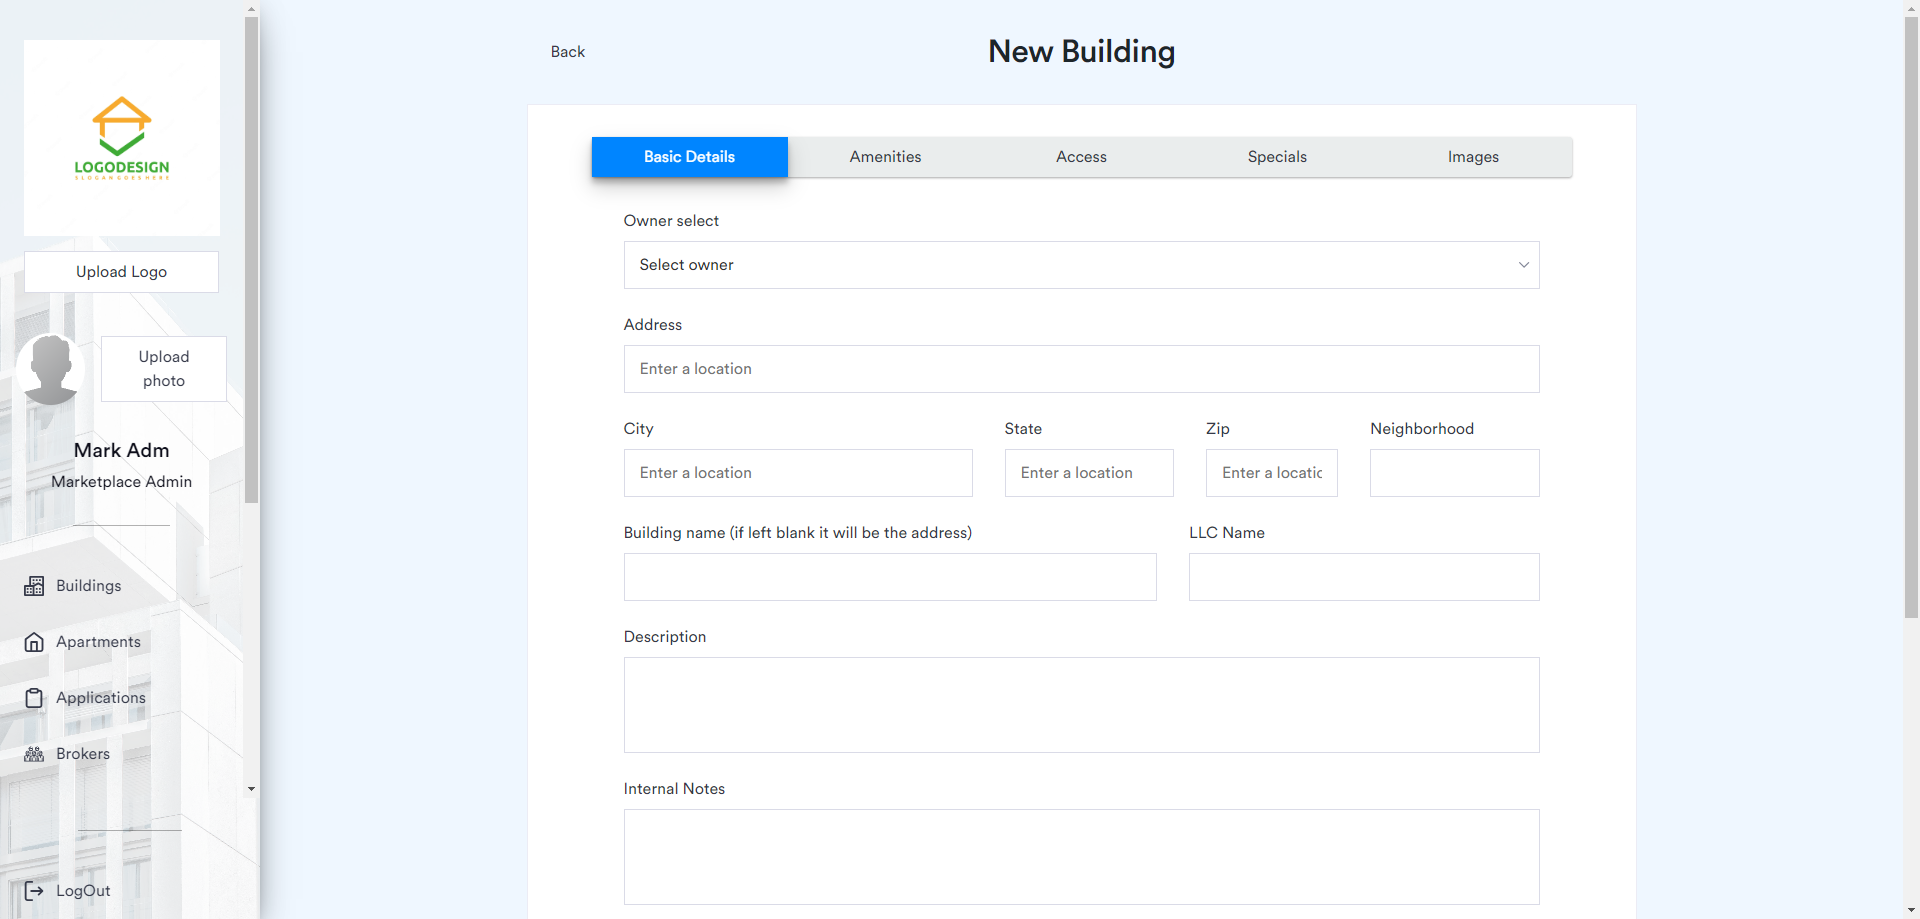 LOGODESIGN
SLOGANGOESHERE
Upload Logo
Upload
photo
Mark Adm
Marketplace Admin
Buildings
Apartments
Applications
Brokers
LogOut
Back
New Building
Basic Details
Amenities
Access
Specials
Images
Owner select
Select owner
Address
Enter a location
City
State
Zip
Neighborhood
Enter a location
Enter a location
Enter a locatic
Building name (if left blank it will be the address)
LLC Name
Description
Internal Notes